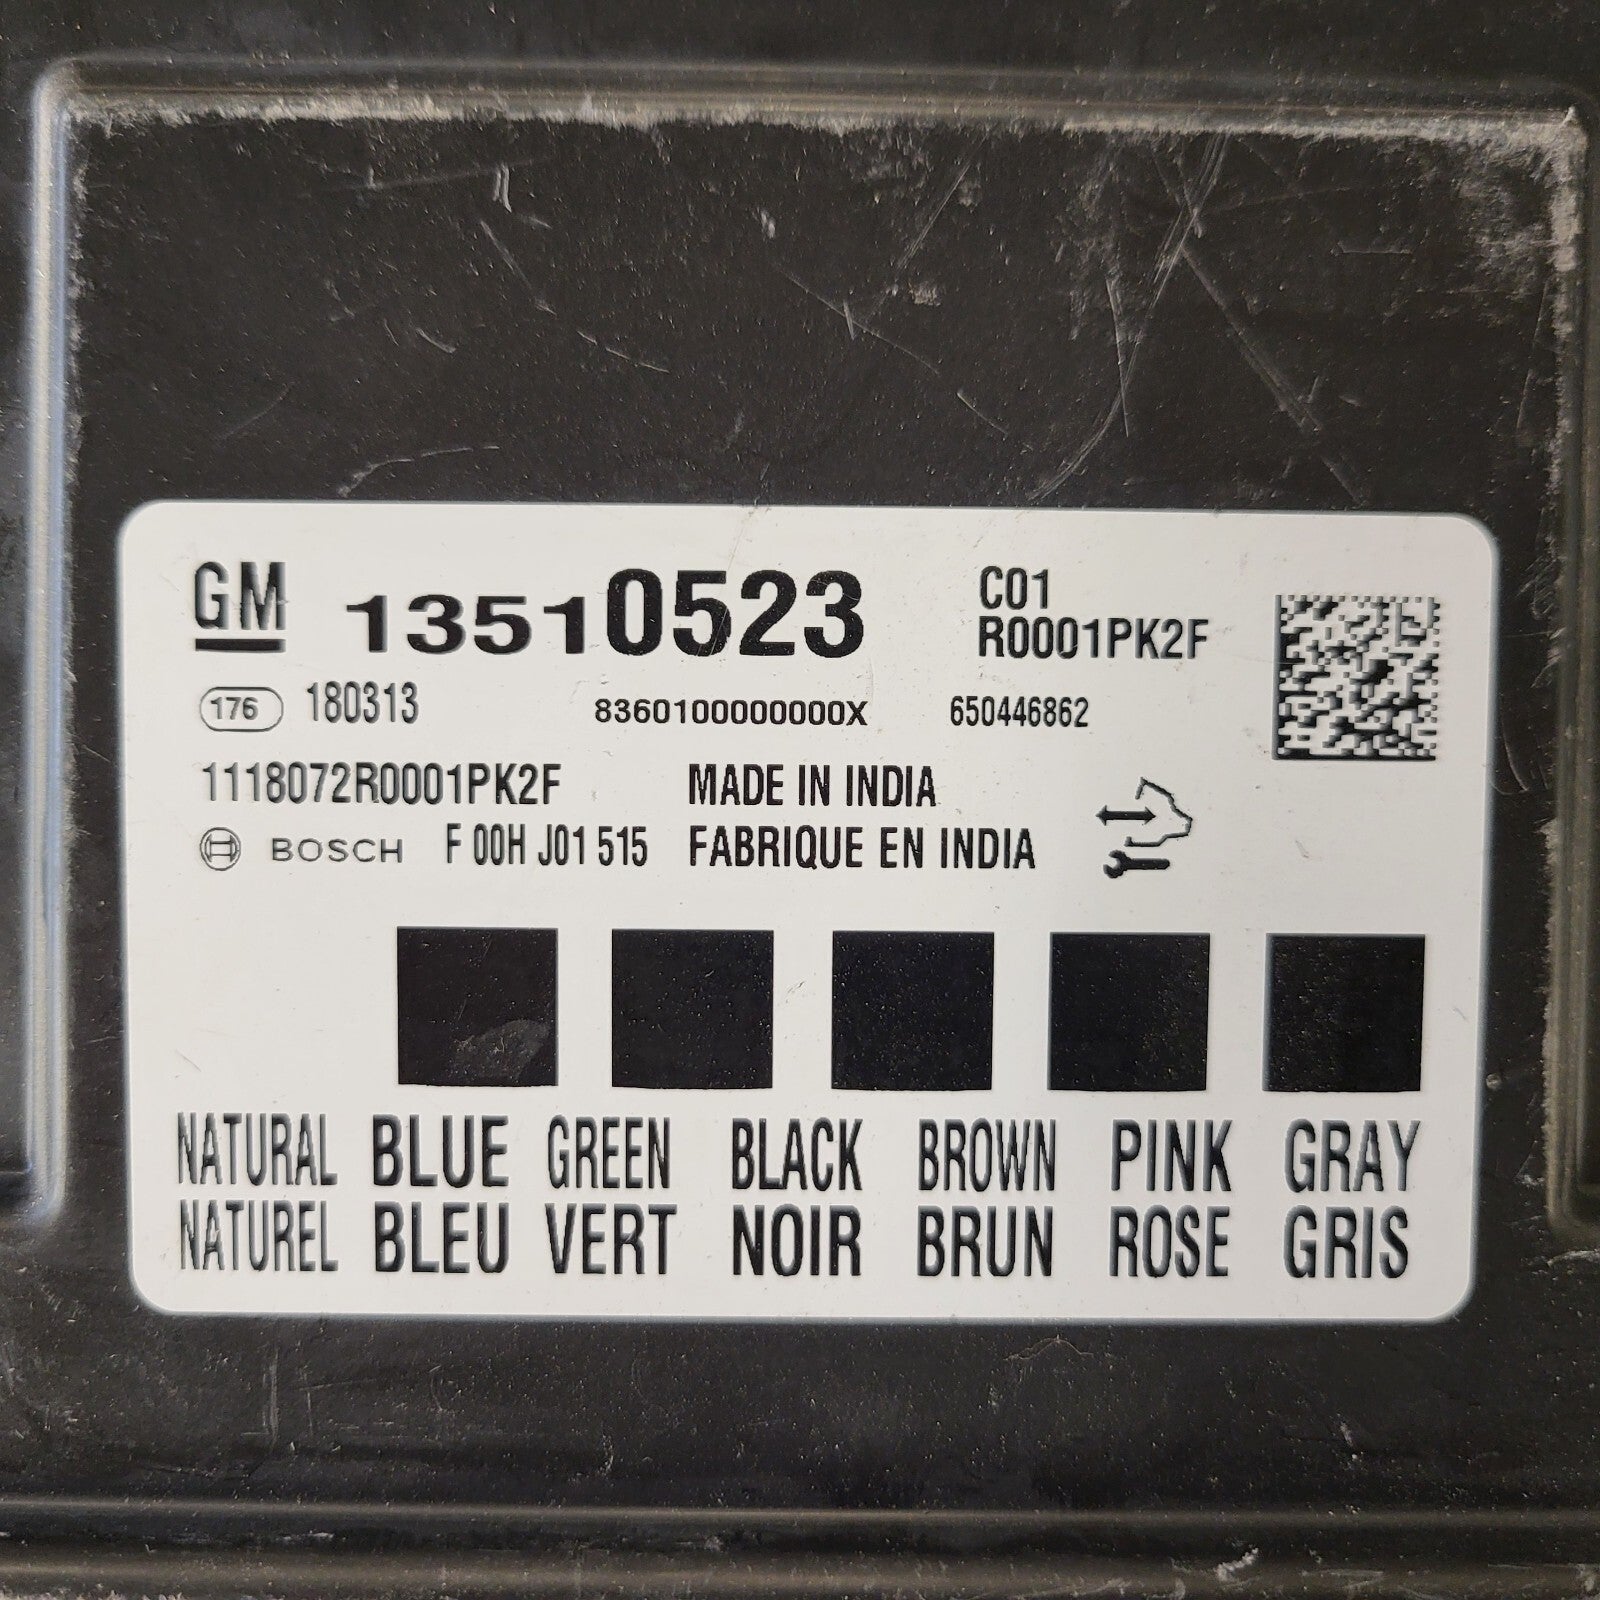 GM 13510523 C01
R0001PK2F
176 180313 8360100000000X 650446862
1118072R0001PK2F MADE IN INDIA
BOSCH F 00H J01 515 FABRIQUE EN INDIA
NATURAL BLUE GREEN BLACK BROWN PINK GRAY
NATUREL BLEU VERT NOIR BRUN ROSE GRIS